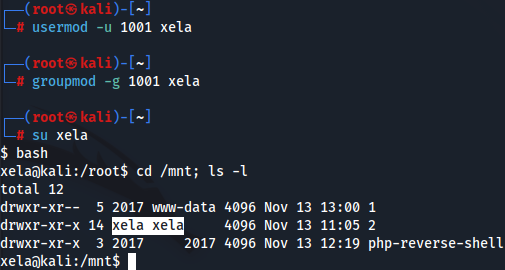 ┌──(root㉿kali)-[~]
└─# usermod -u 1001 xela
┌──(root㉿kali)-[~]
└─# groupmod -g 1001 xela
┌──(root㉿kali)-[~]
└─# su xela
$ bash
xela@kali:/root$ cd /mnt; ls -l
total 12
drwxr-xr--  5 2017 www-data 4096 Nov 13 13:00 1
drwxr-xr-x 14 xela xela     4096 Nov 13 11:05 2
drwxr-xr-x  3 2017     2017 4096 Nov 13 12:19 php-reverse-shell
xela@kali:/mnt$